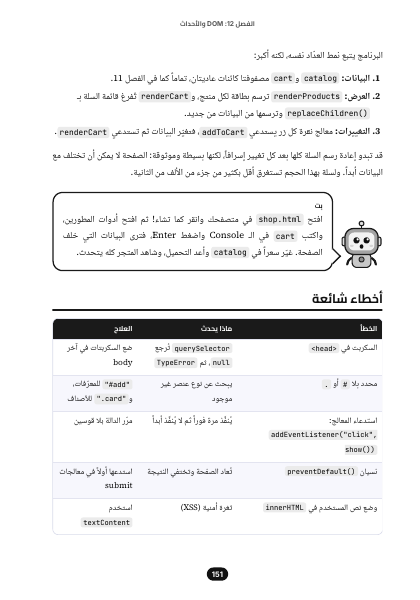 الفصل 12: DOM والأحداث
البرنامج يتبع نمط العدّاد نفسه، لكنه أكبر:
1. البيانات: catalog و cart مصفوفتا كائنات عاديتان، تماماً كما في الفصل 11.
2. العرض: renderProducts ترسم بطاقة لكل منتج، و renderCart تُفرغ قائمة السلة بـ
replaceChildren() وترسمها من البيانات من جديد.
3. التغييرات: معالج نقرة كل زر يستدعي addToCart، فتغيّر البيانات ثم تستدعي renderCart.
قد تبدو إعادة رسم السلة كلها بعد كل تغيير إسرافاً، لكنها بسيطة وموثوقة: الصفحة لا يمكن أن تختلف مع
البيانات أبداً. وسلة بهذا الحجم تستغرق أقل بكثير من جزء من الألف من الثانية.
بت
افتح shop.html في متصفحك وانقر كما تشاء! ثم افتح أدوات المطورين،
واكتب cart في الـ Console واضغط Enter، فترى البيانات التي خلف
الصفحة. غيّر سعراً في catalog وأعد التحميل، وشاهد المتجر كله يتحدث.
أخطاء شائعة
الخطأ ماذا يحدث العلاج
السكربت في <head> querySelector تُرجع ضع السكربتات في آخر
null، ثم TypeError body
محدد بلا # أو . يبحث عن نوع عنصر غير "#add" للمعرّفات،
موجود و ".card" للأصناف
استدعاء المعالج: يُنفَّذ مرة فوراً ثم لا يُنفَّذ أبداً مرّر الدالة بلا قوسين
addEventListener("click",
show())
نسيان preventDefault() تُعاد الصفحة وتختفي النتيجة استدعها أولاً في معالجات
submit
وضع نص المستخدم في innerHTML ثغرة أمنية (XSS) استخدم
textContent
151